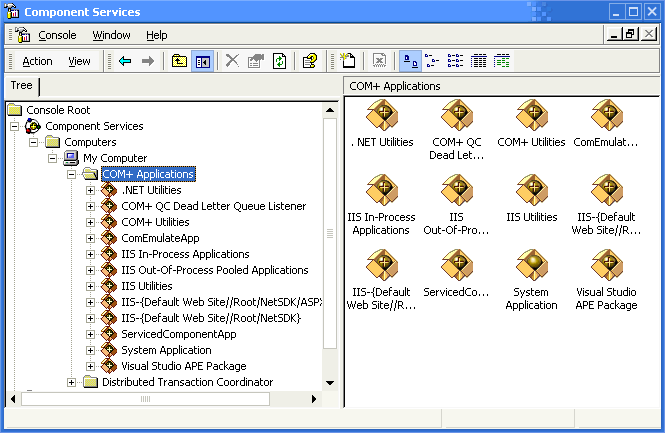 Component Services
Console Window Help
Action View
Tree
Console Root
Component Services
Computers
My Computer
COM+ Applications
.NET Utilities
COM+ QC Dead Letter Queue Listener
COM+ Utilities
ComEmulateApp
IIS In-Process Applications
IIS Out-Of-Process Pooled Applications
IIS Utilities
IIS-{Default Web Site//Root/NetSDK/ASPX
IIS-{Default Web Site//Root/NetSDK}
ServicedComponentApp
System Application
Visual Studio APE Package
Distributed Transaction Coordinator
COM+ Applications
.NET Utilities
COM+ QC
Dead Let...
COM+ Utilities
ComEmulat...
IIS In-Process
Applications
IIS
Out-Of-Pro...
IIS Utilities
IIS-{Default
Web Site//R...
IIS-{Default
Web Site//R...
ServicedCo...
System
Application
Visual Studio
APE Package